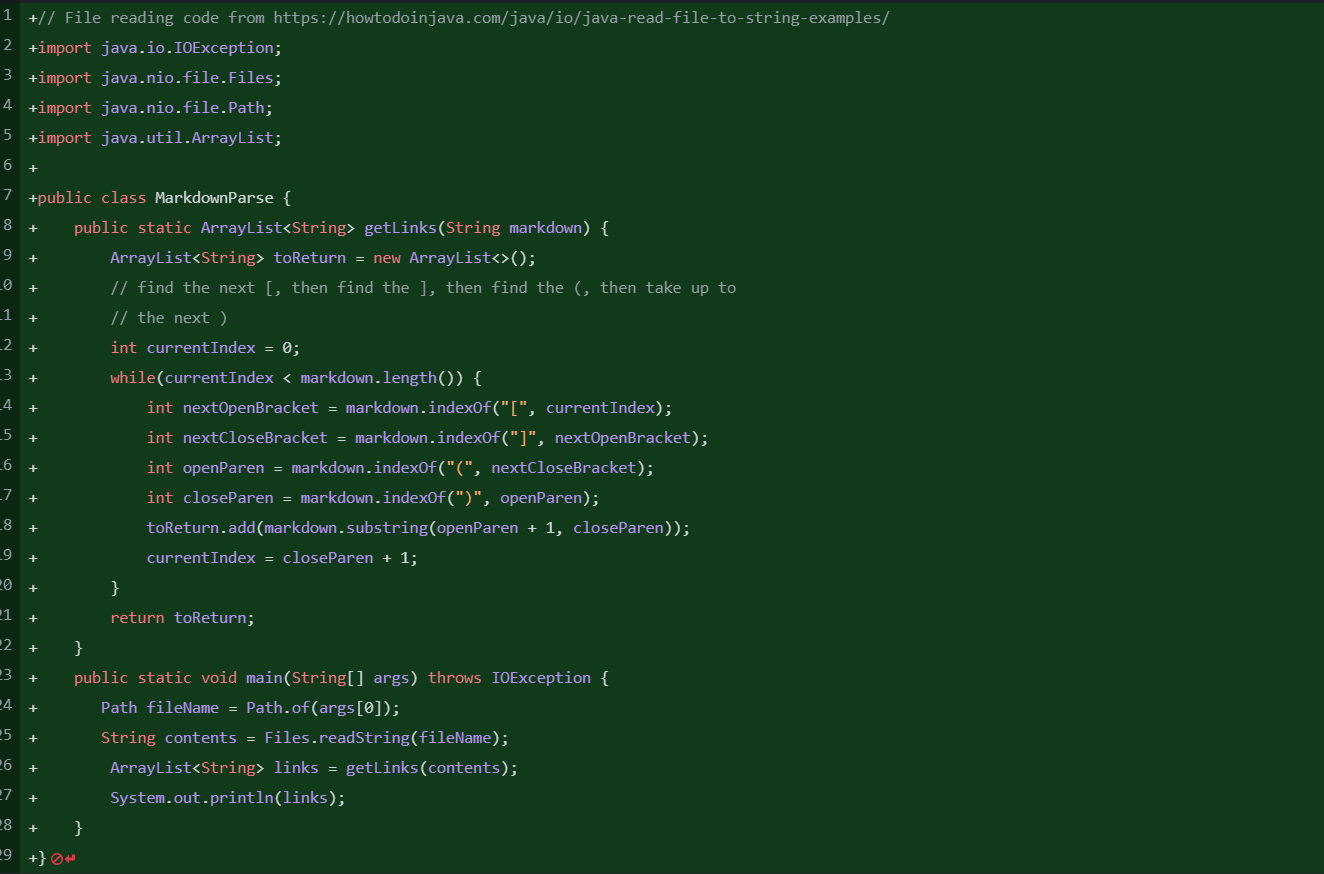 1 +// File reading code from https://howtodoinjava.com/java/io/java-read-file-to-string-examples/
2 +import java.io.IOException;
3 +import java.nio.file.Files;
4 +import java.nio.file.Path;
5 +import java.util.ArrayList;
6 +
7 +public class MarkdownParse {
8 +    public static ArrayList<String> getLinks(String markdown) {
9 +        ArrayList<String> toReturn = new ArrayList<>();
10 +        // find the next [, then find the ], then find the (, then take up to
11 +        // the next )
12 +        int currentIndex = 0;
13 +        while(currentIndex < markdown.length()) {
14 +            int nextOpenBracket = markdown.indexOf("[", currentIndex);
15 +            int nextCloseBracket = markdown.indexOf("]", nextOpenBracket);
16 +            int openParen = markdown.indexOf("(", nextCloseBracket);
17 +            int closeParen = markdown.indexOf(")", openParen);
18 +            toReturn.add(markdown.substring(openParen + 1, closeParen));
19 +            currentIndex = closeParen + 1;
20 +        }
21 +        return toReturn;
22 +    }
23 +    public static void main(String[] args) throws IOException {
24 +       Path fileName = Path.of(args[0]);
25 +       String contents = Files.readString(fileName);
26 +        ArrayList<String> links = getLinks(contents);
27 +        System.out.println(links);
28 +    }
29 +}